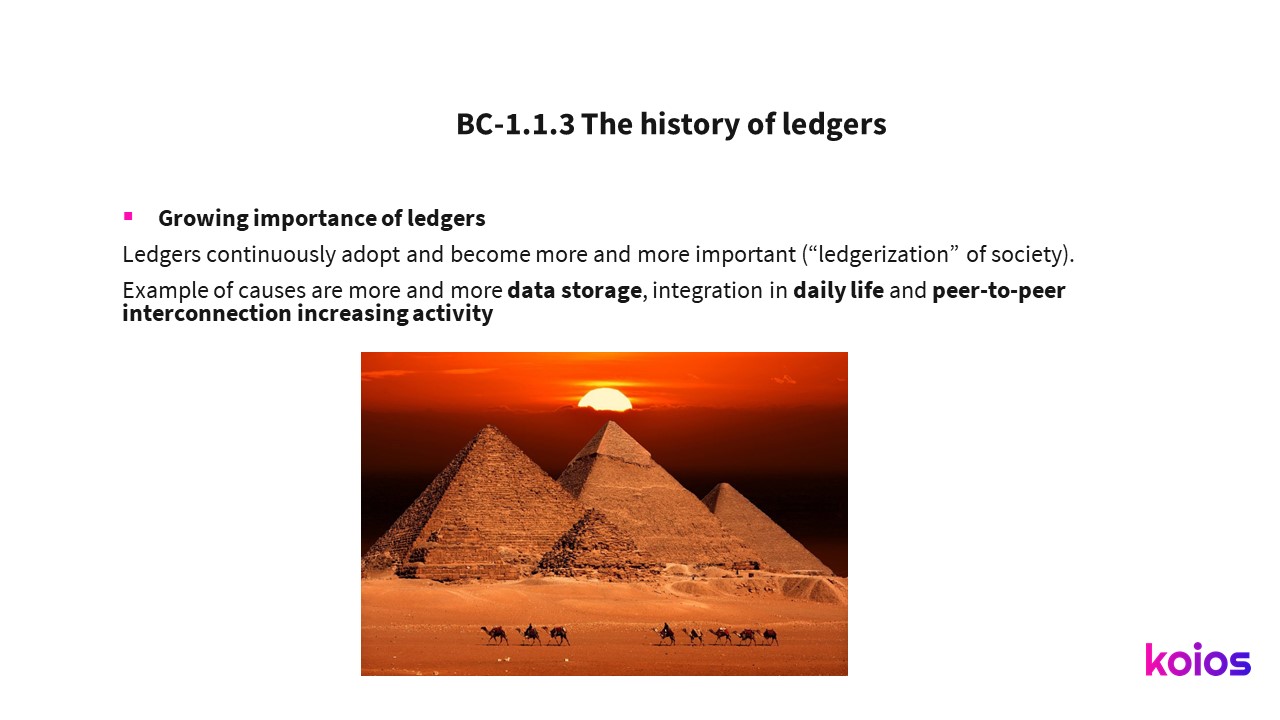 BC-1.1.3 The history of ledgers
Growing importance of ledgers
Ledgers continuously adopt and become more and more important (“ledgerization” of society).
Example of causes are more and more data storage, integration in daily life and peer-to-peer
interconnection increasing activity
koios